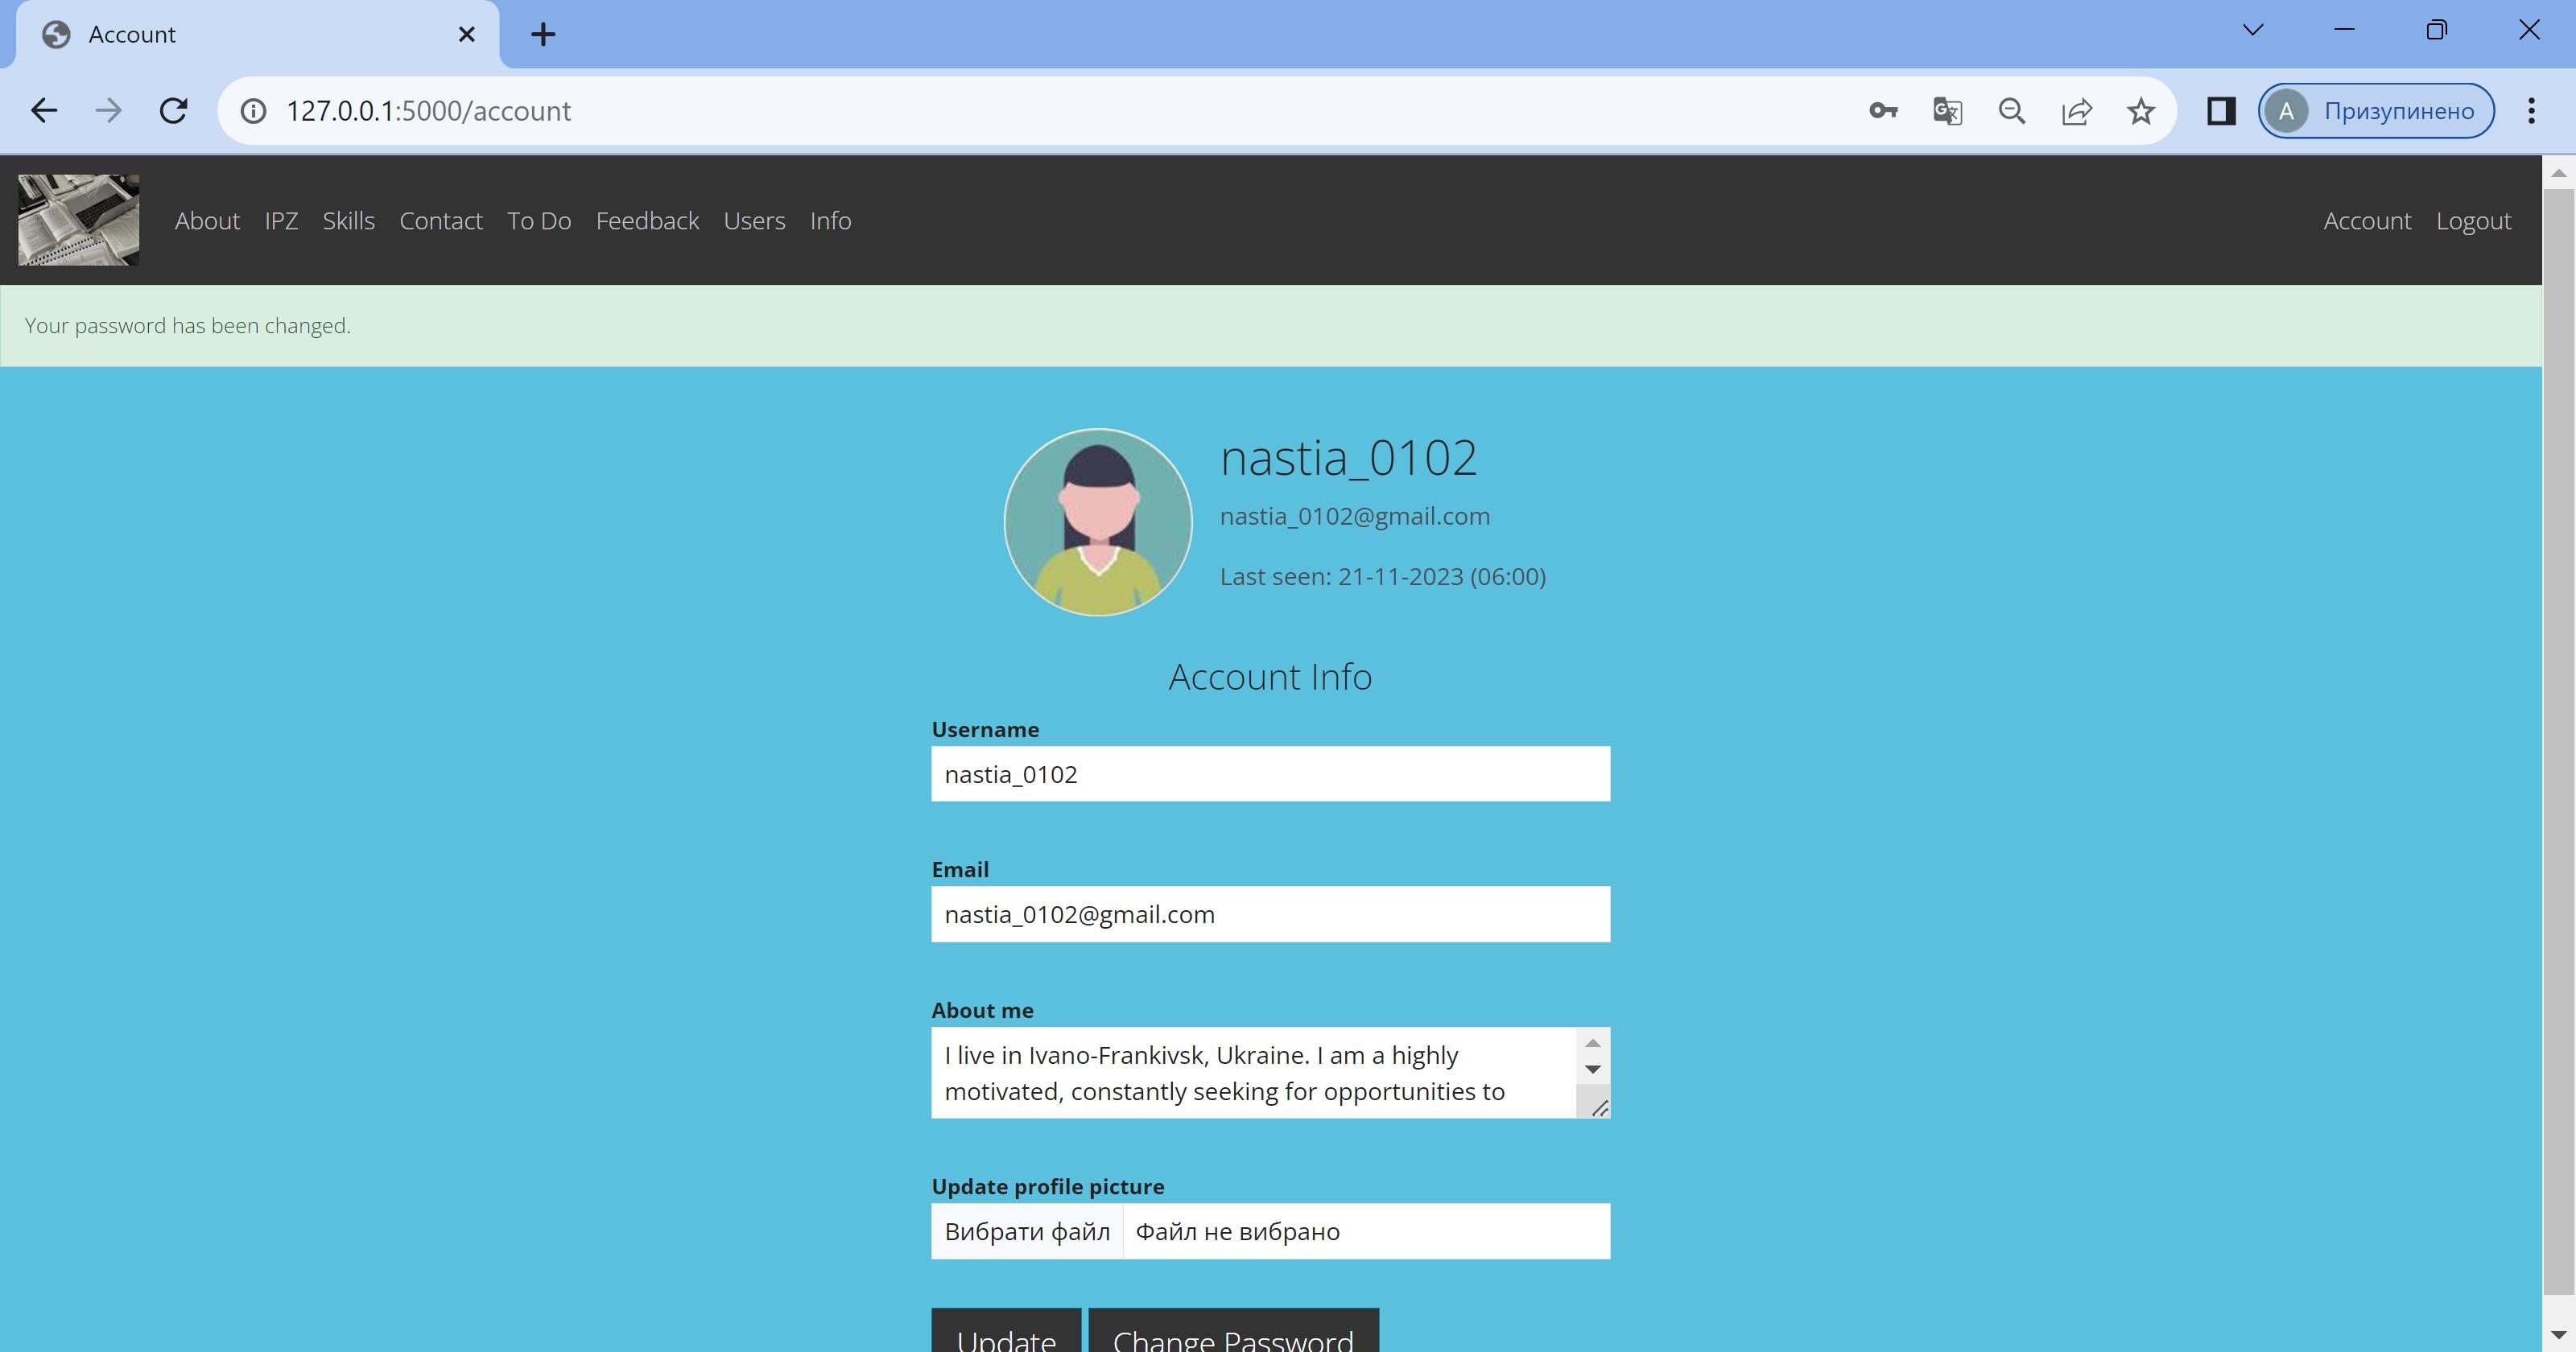 Account
127.0.0.1:5000/account
A Призупинено
About IPZ Skills Contact To Do Feedback Users Info Account Logout
Your password has been changed.
nastia_0102
nastia_0102@gmail.com
Last seen: 21-11-2023 (06:00)
Account Info
Username
nastia_0102
Email
nastia_0102@gmail.com
About me
I live in Ivano-Frankivsk, Ukraine. I am a highly
motivated, constantly seeking for opportunities to
Update profile picture
Вибрати файл Файл не вибрано
Update Change Password